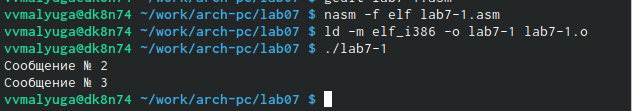 vvmalyuga@dk8n74 ~/work/arch-pc/lab07 $ gedit lab7-1.asm
vvmalyuga@dk8n74 ~/work/arch-pc/lab07 $ nasm -f elf lab7-1.asm
vvmalyuga@dk8n74 ~/work/arch-pc/lab07 $ ld -m elf_i386 -o lab7-1 lab7-1.o
vvmalyuga@dk8n74 ~/work/arch-pc/lab07 $ ./lab7-1
Сообщение № 2
Сообщение № 3
vvmalyuga@dk8n74 ~/work/arch-pc/lab07 $